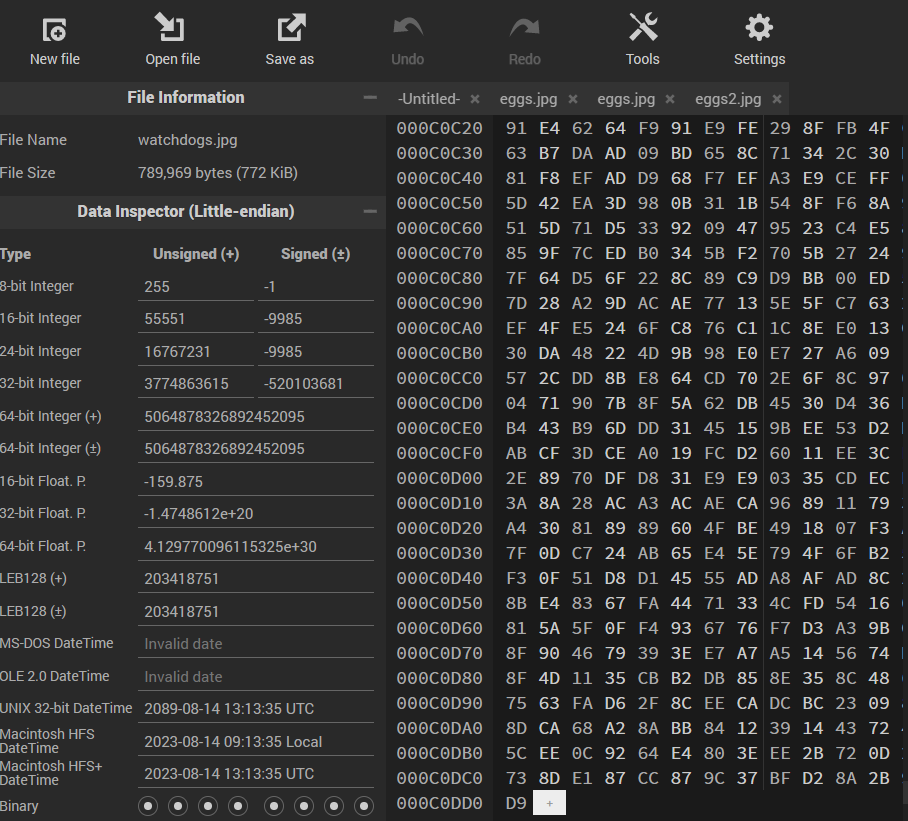 New file Open file Save as Undo Redo Tools Settings
File Information
File Name watchdogs.jpg
File Size 789,969 bytes (772 KiB)
Data Inspector (Little-endian)
Type Unsigned (+) Signed (±)
8-bit Integer 255 -1
16-bit Integer 55551 -9985
24-bit Integer 16767231 -9985
32-bit Integer 3774863615 -520103681
64-bit Integer (+) 5064878326892452095
64-bit Integer (±) 5064878326892452095
16-bit Float. P. -159.875
32-bit Float. P. -1.4748612e+20
64-bit Float. P. 4.129770096115325e+30
LEB128 (+) 203418751
LEB128 (±) 203418751
MS-DOS DateTime Invalid date
OLE 2.0 DateTime Invalid date
UNIX 32-bit DateTime 2089-08-14 13:13:35 UTC
Macintosh HFS
DateTime 2023-08-14 09:13:35 Local
Macintosh HFS+
DateTime 2023-08-14 13:13:35 UTC
Binary
-Untitled- × eggs.jpg × eggs.jpg × eggs2.jpg ×
000C0C20 91 E4 62 64 F9 91 E9 FE 29 8F FB 4F
000C0C30 63 B7 DA AD 09 BD 65 8C 71 34 2C 30
000C0C40 81 F8 EF AD D9 68 F7 EF A3 E9 CE FF
000C0C50 5D 42 EA 3D 98 0B 31 1B 54 8F F6 8A
000C0C60 51 5D 71 D5 33 92 09 47 95 23 C4 E5
000C0C70 85 9F 7C ED B0 34 5B F2 70 5B 27 24
000C0C80 7F 64 D5 6F 22 8C 89 C9 D9 BB 00 ED
000C0C90 7D 28 A2 9D AC AE 77 13 5E 5F C7 63
000C0CA0 EF 4F E5 24 6F C8 76 C1 1C 8E E0 13
000C0CB0 30 DA 48 22 4D 9B 98 E0 E7 27 A6 09
000C0CC0 57 2C DD 8B E8 64 CD 70 2E 6F 8C 97
000C0CD0 04 71 90 7B 8F 5A 62 DB 45 30 D4 36
000C0CE0 B4 43 B9 6D DD 31 45 15 9B EE 53 D2
000C0CF0 AB CF 3D CE A0 19 FC D2 60 11 EE 3C
000C0D00 2E 89 70 DF D8 31 E9 E9 03 35 CD EC
000C0D10 3A 8A 28 AC A3 AC AE CA 96 89 11 79
000C0D20 A4 30 81 89 89 60 4F BE 49 18 07 F3
000C0D30 7F 0D C7 24 AB 65 E4 5E 79 4F 6F B2
000C0D40 F3 0F 51 D8 D1 45 55 AD A8 AF AD 8C
000C0D50 8B E4 83 67 FA 44 71 33 4C FD 54 16
000C0D60 81 5A 5F 0F F4 93 67 76 F7 D3 A3 9B
000C0D70 8F 90 46 79 39 3E E7 A7 A5 14 56 74
000C0D80 8F 4D 11 35 CB B2 DB 85 8E 35 8C 48
000C0D90 75 63 FA D6 2F 8C EE CA DC BC 23 09
000C0DA0 8D CA 68 A2 8A BB 84 12 39 14 43 72
000C0DB0 5C EE 0C 92 64 E4 80 3E EE 2B 72 0D
000C0DC0 73 8D E1 87 CC 87 9C 37 BF D2 8A 2B
000C0DD0 D9 +